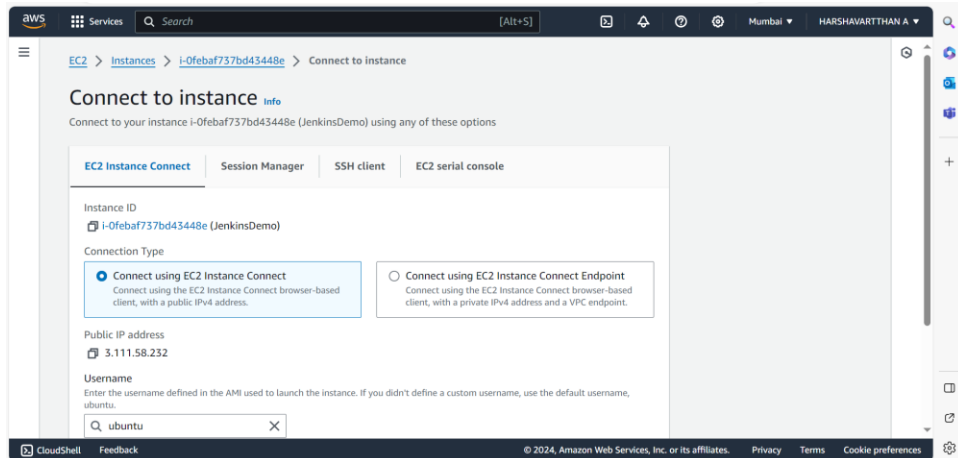 aws Services Search [Alt+S] Mumbai HARSHAVARTTHAN A
EC2 > Instances > i-0febaf737bd43448e > Connect to instance
Connect to instance Info
Connect to your instance i-0febaf737bd43448e (JenkinsDemo) using any of these options
EC2 Instance Connect Session Manager SSH client EC2 serial console
Instance ID
i-0febaf737bd43448e (JenkinsDemo)
Connection Type
Connect using EC2 Instance Connect
Connect using the EC2 Instance Connect browser-based
client, with a public IPv4 address.
Connect using EC2 Instance Connect Endpoint
Connect using the EC2 Instance Connect browser-based
client, with a private IPv4 address and a VPC endpoint.
Public IP address
3.111.58.232
Username
Enter the username defined in the AMI used to launch the instance. If you didn't define a custom username, use the default username,
ubuntu.
ubuntu
CloudShell Feedback © 2024, Amazon Web Services, Inc. or its affiliates. Privacy Terms Cookie preferences